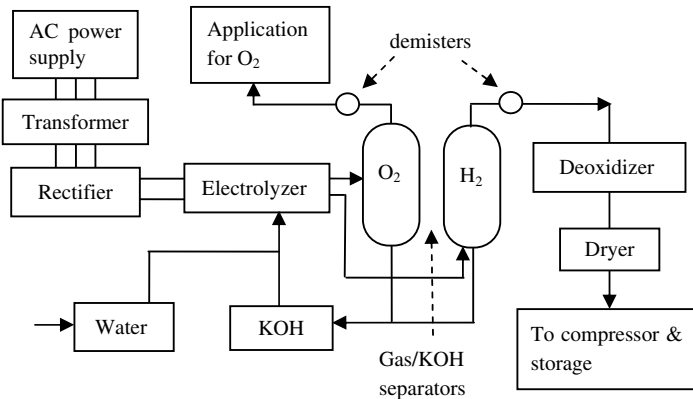 AC power
supply
Application
for O₂
demisters
Transformer
Rectifier
Electrolyzer
O₂
H₂
Deoxidizer
Dryer
Water
KOH
Gas/KOH
separators
To compressor &
storage